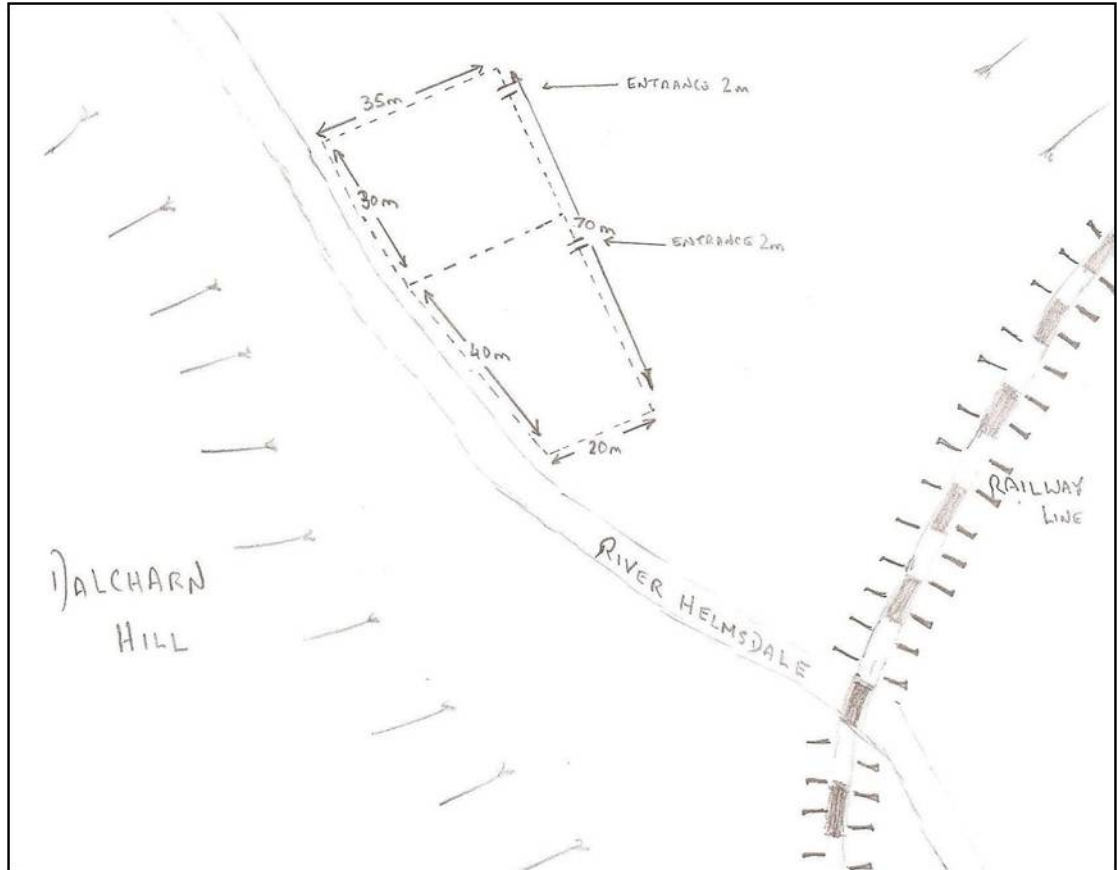 ENTRANCE 2m
35m
30m
70m
ENTRANCE 2m
40m
20m
RAILWAY
LINE
RIVER HELMSDALE
DALCHARN
HILL